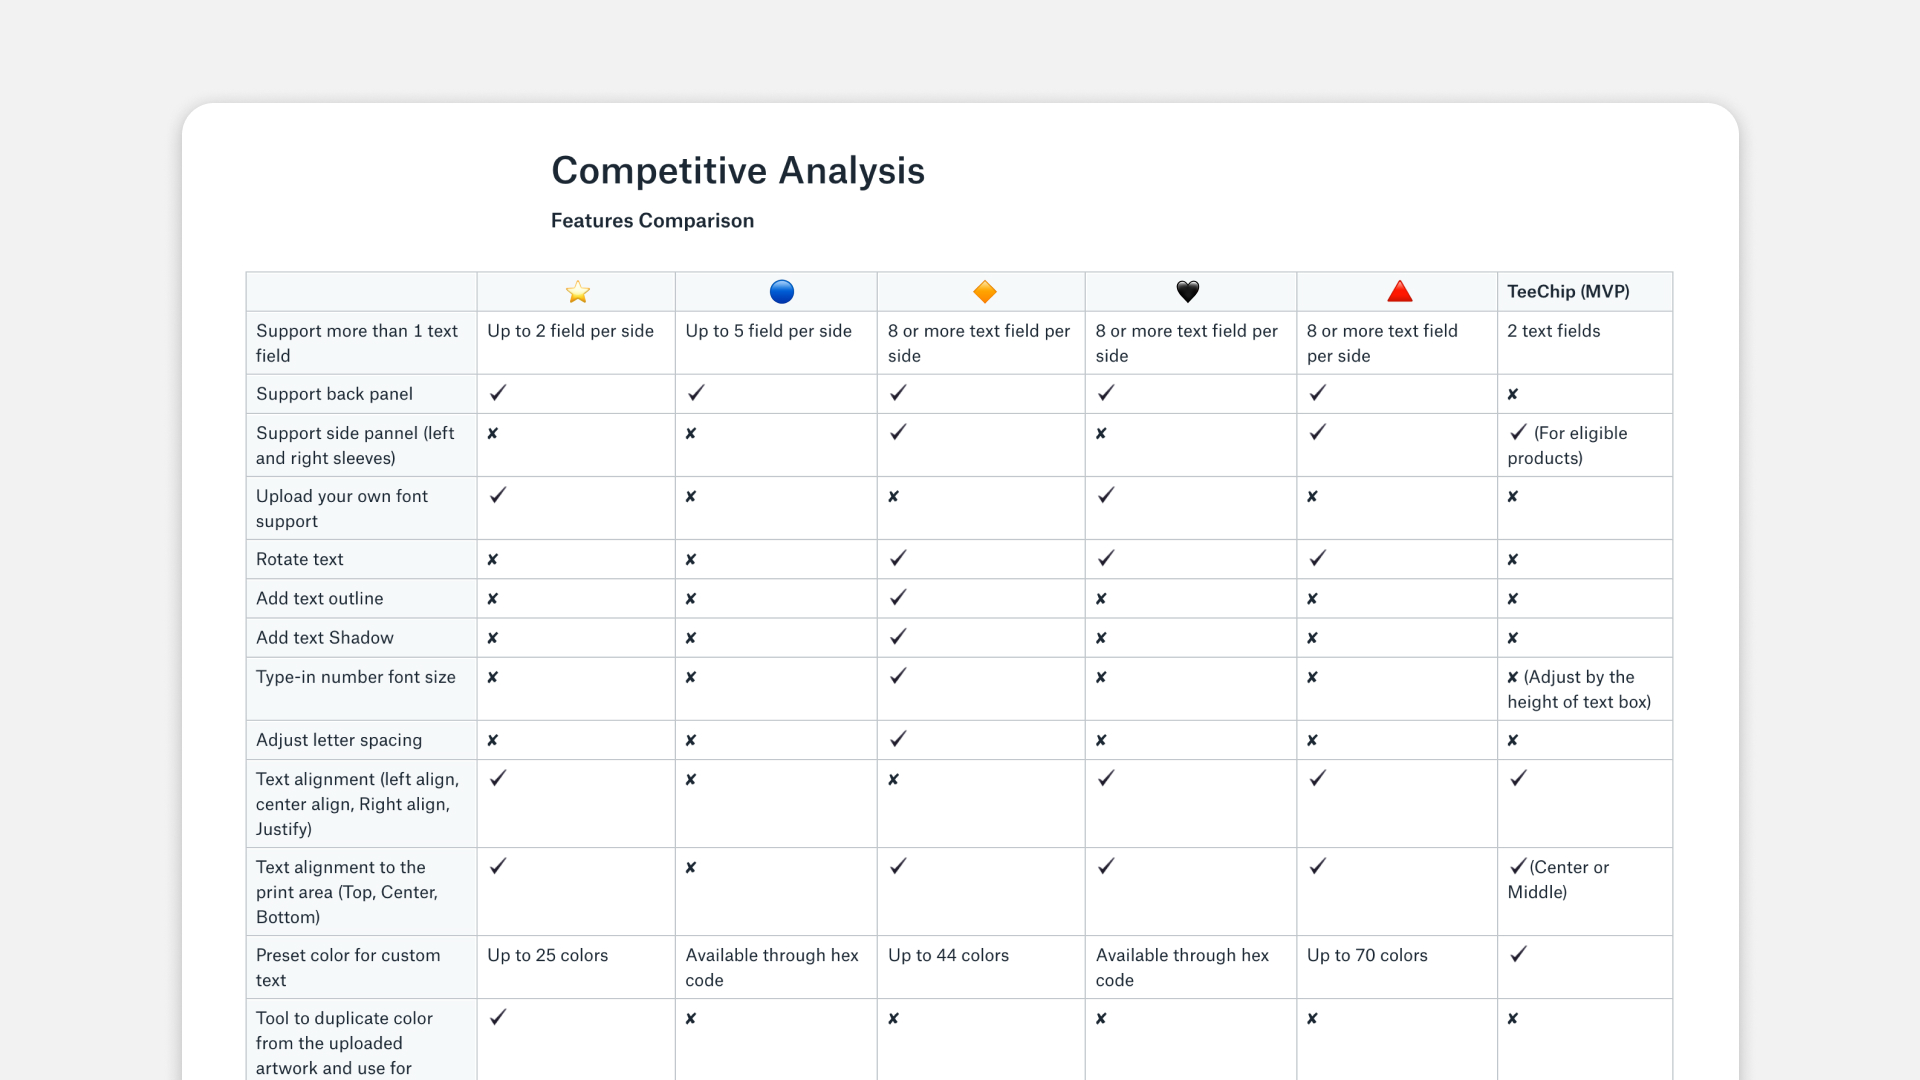 Competitive Analysis
Features Comparison
⭐ 🔵 🔶 🖤 🔺 TeeChip (MVP)
Support more than 1 text
field
Up to 2 field per side
Up to 5 field per side
8 or more text field per
side
8 or more text field per
side
8 or more text field
per side
2 text fields
Support back panel ✓ ✓ ✓ ✓ ✓ ✘
Support side pannel (left
and right sleeves)
✘ ✘ ✓ ✘ ✓
✓ (For eligible
products)
Upload your own font
support
✓ ✘ ✘ ✓ ✘ ✘
Rotate text ✘ ✘ ✓ ✓ ✓ ✘
Add text outline ✘ ✘ ✓ ✘ ✘ ✘
Add text Shadow ✘ ✘ ✓ ✘ ✘ ✘
Type-in number font size ✘ ✘ ✓ ✘ ✘
✘ (Adjust by the
height of text box)
Adjust letter spacing ✘ ✘ ✓ ✘ ✘ ✘
Text alignment (left align,
center align, Right align,
Justify)
✓ ✘ ✘ ✓ ✓ ✓
Text alignment to the
print area (Top, Center,
Bottom)
✓ ✘ ✓ ✓ ✓
✓(Center or
Middle)
Preset color for custom
text
Up to 25 colors
Available through hex
code
Up to 44 colors
Available through hex
code
Up to 70 colors
✓
Tool to duplicate color
from the uploaded
artwork and use for
✓ ✘ ✘ ✘ ✘ ✘